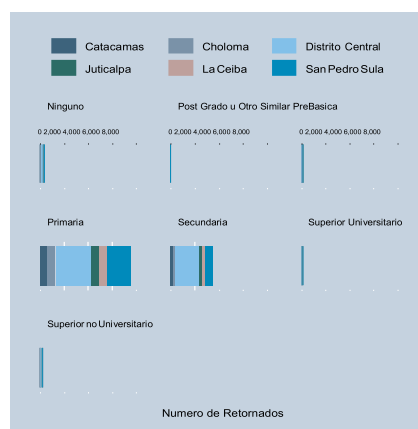 Catacamas Choloma Distrito Central
Juticalpa La Ceiba San Pedro Sula
Ninguno Post Grado u Otro Similar PreBasica
0 2,000 4,000 6,000 8,000 0 2,000 4,000 6,000 8,000 0 2,000 4,000 6,000 8,000
Primaria Secundaria Superior Universitario
Superior no Universitario
Numero de Retornados